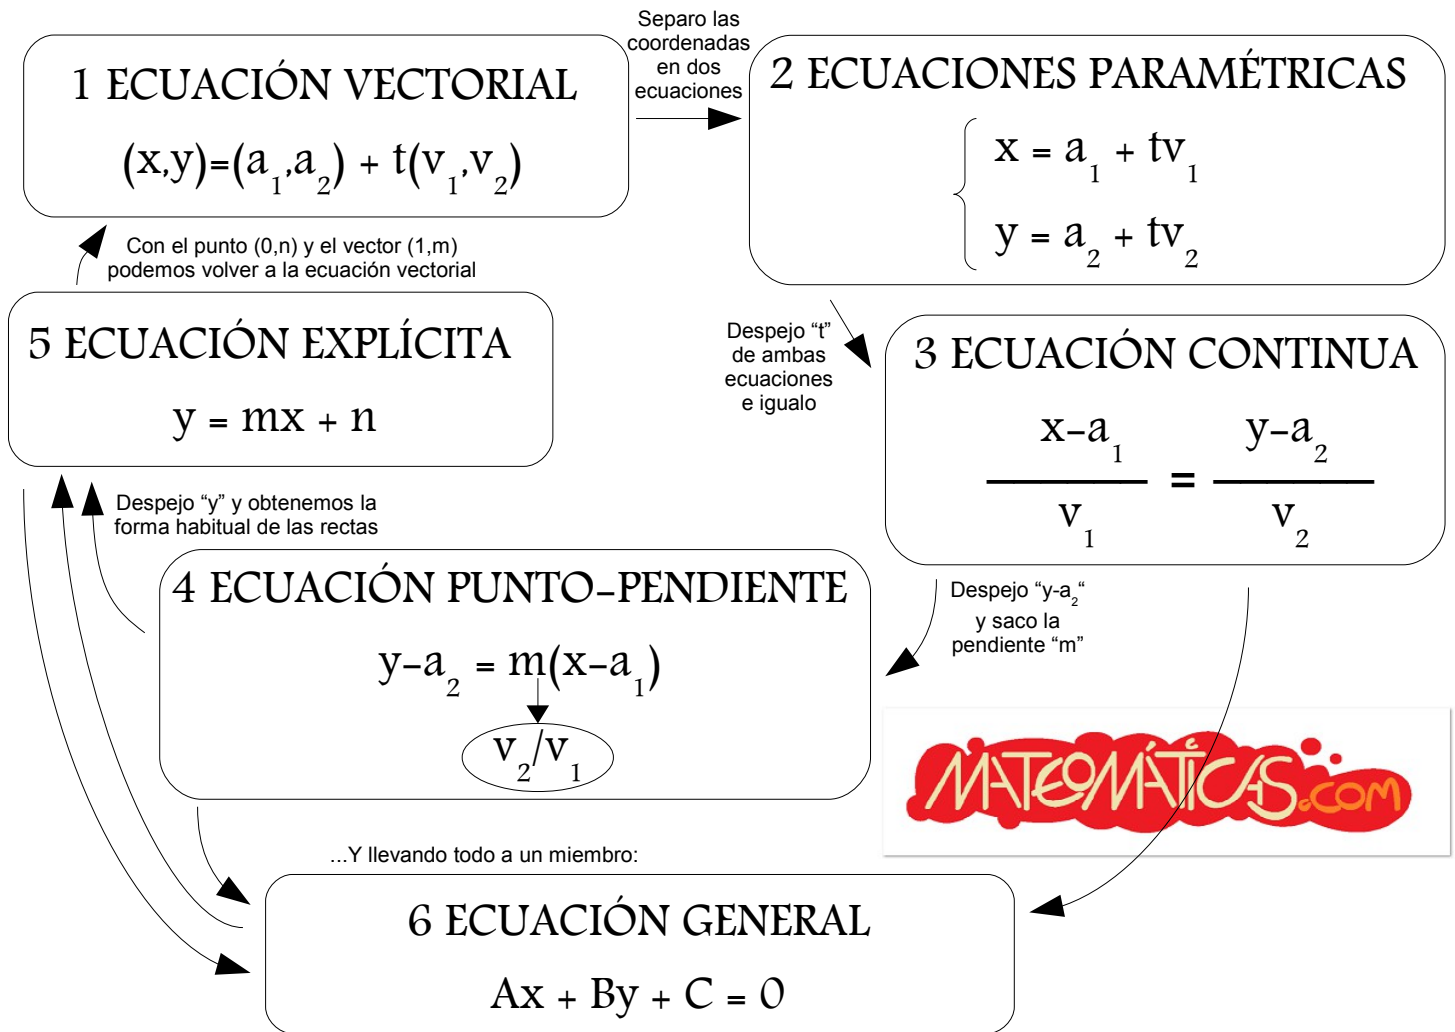 1 ECUACIÓN VECTORIAL
(x,y)=(a₁,a₂) + t(v₁,v₂)
Separo las
coordenadas
en dos
ecuaciones
2 ECUACIONES PARAMÉTRICAS
x = a₁ + tv₁
y = a₂ + tv₂
Con el punto (0,n) y el vector (1,m)
podemos volver a la ecuación vectorial
5 ECUACIÓN EXPLÍCITA
y = mx + n
Despejo “t”
de ambas
ecuaciones
e igualo
3 ECUACIÓN CONTINUA
x-a₁ y-a₂
=
v₁ v₂
Despejo “y” y obtenemos la
forma habitual de las rectas
4 ECUACIÓN PUNTO-PENDIENTE
y-a₂ = m(x-a₁)
v₂/v₁
Despejo “y-a₂“
y saco la
pendiente “m”
MATEOMÁTICAS.COM
...Y llevando todo a un miembro:
6 ECUACIÓN GENERAL
Ax + By + C = 0